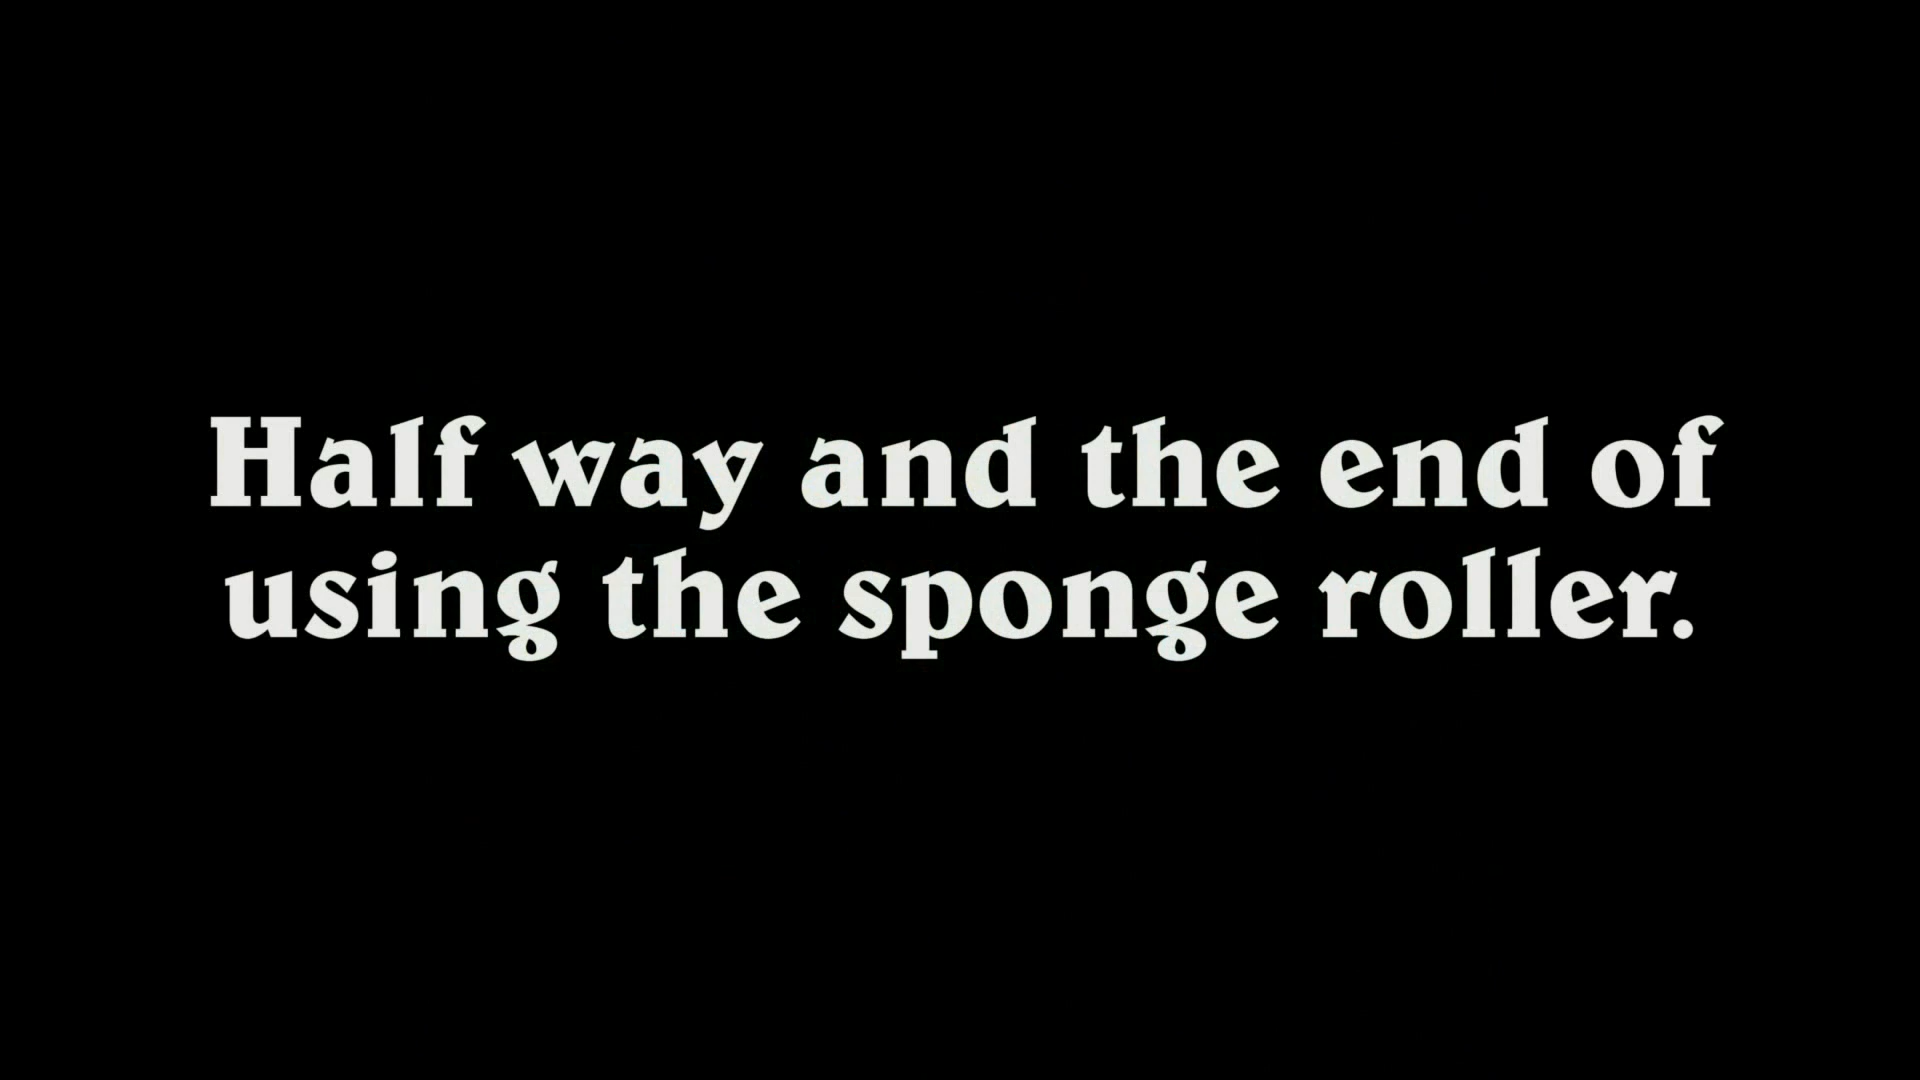 Half way and the end of
using the sponge roller.